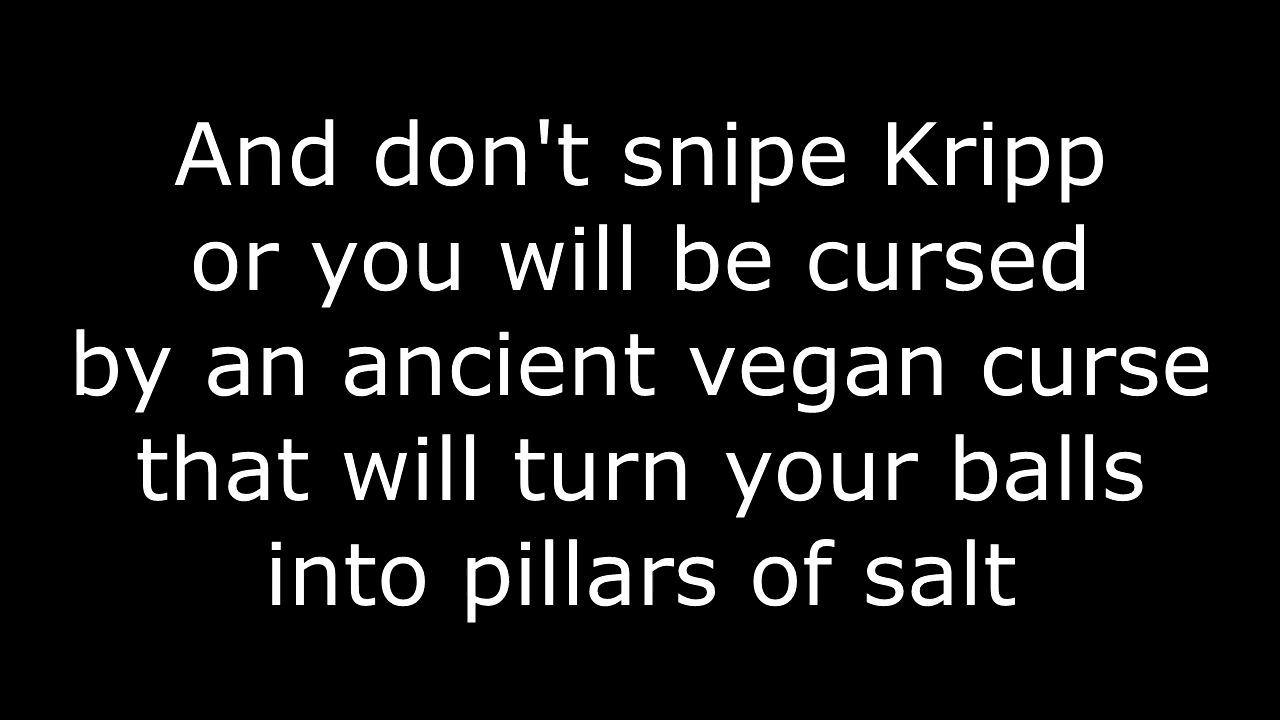 And don't snipe Kripp
or you will be cursed
by an ancient vegan curse
that will turn your balls
into pillars of salt